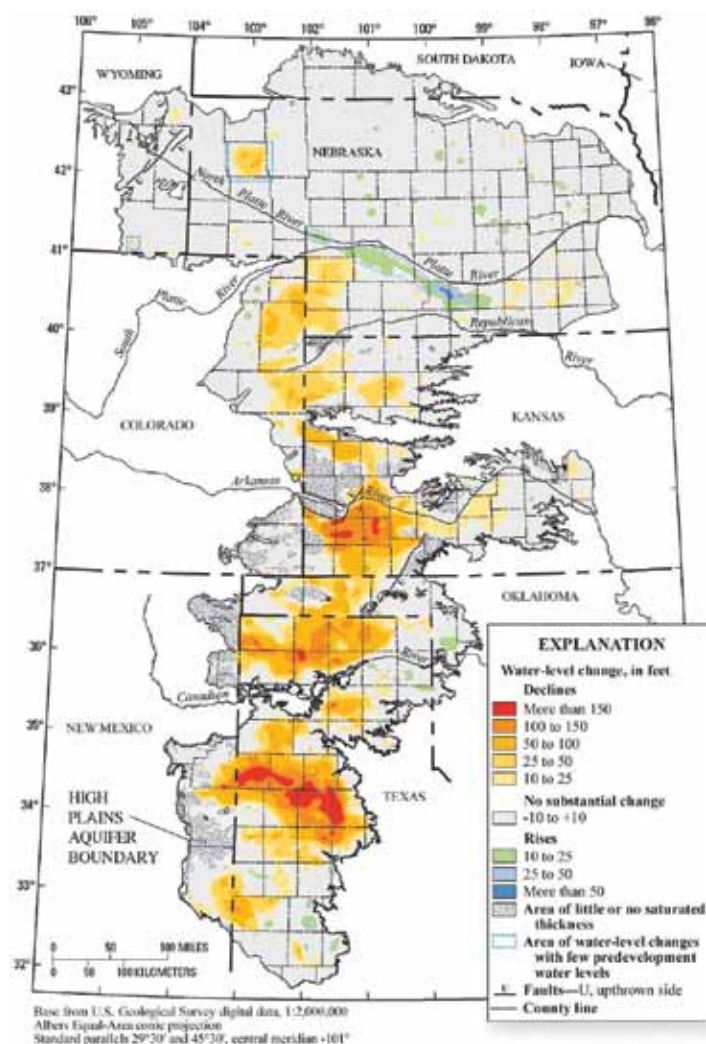 106°
105°
104°
103°
102°
101°
100°
99°
98°
97°
96°
WYOMING
SOUTH DAKOTA
IOWA
43°
42°
NEBRASKA
North Platte River
41°
Platte River
South Platte River
40°
Republican River
39°
COLORADO
KANSAS
Arkansas River
38°
37°
OKLAHOMA
36°
Canadian River
35°
NEW MEXICO
TEXAS
34°
HIGH
PLAINS
AQUIFER
BOUNDARY
33°
32°
0 50 100 MILES
0 50 100 KILOMETERS
EXPLANATION
Water-level change, in feet
Declines
More than 150
100 to 150
50 to 100
25 to 50
10 to 25
No substantial change
-10 to +10
Rises
10 to 25
25 to 50
More than 50
Area of little or no saturated
thickness
Area of water-level changes
with few predevelopment
water levels
U Faults—U, upthrown side
County line
Base from U.S. Geological Survey digital data, 1:2,000,000
Albers Equal-Area conic projection
Standard parallels 29°30' and 45°30', central meridian -101°